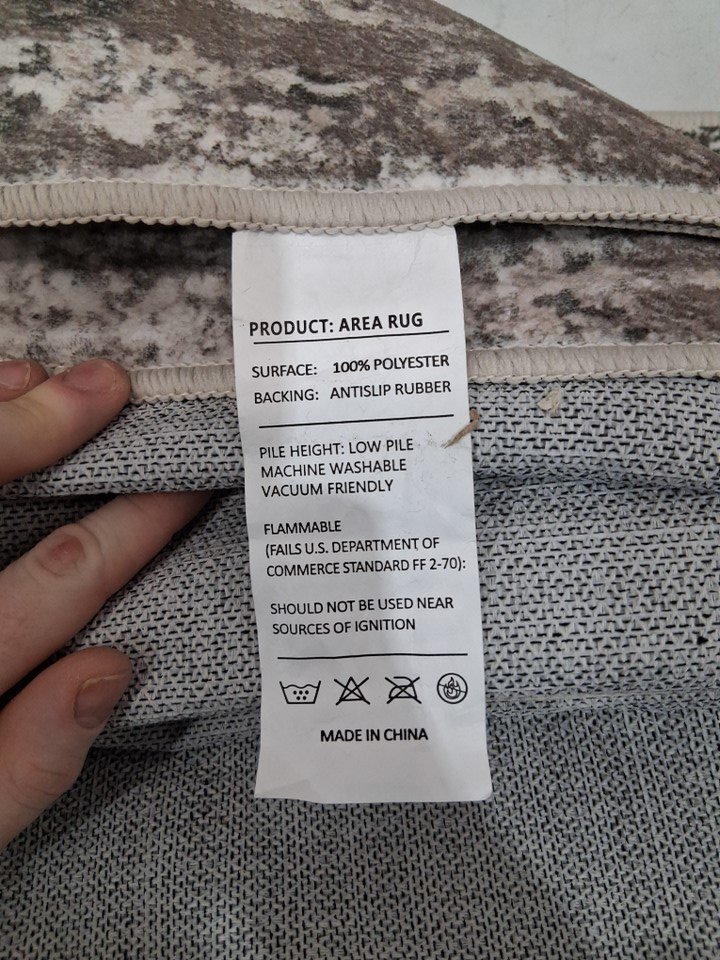 PRODUCT: AREA RUG
SURFACE: 100% POLYESTER
BACKING: ANTISLIP RUBBER
PILE HEIGHT: LOW PILE
MACHINE WASHABLE
VACUUM FRIENDLY
FLAMMABLE
(FAILS U.S. DEPARTMENT OF
COMMERCE STANDARD FF 2-70):
SHOULD NOT BE USED NEAR
SOURCES OF IGNITION
MADE IN CHINA